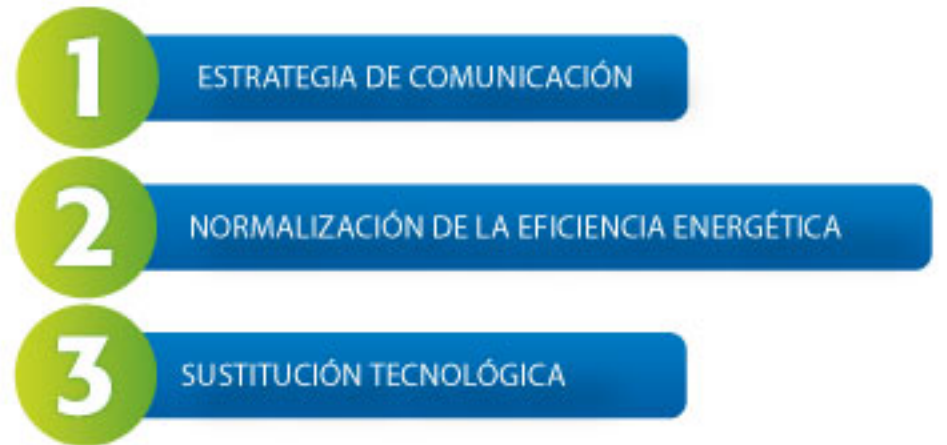 1 ESTRATEGIA DE COMUNICACIÓN
2 NORMALIZACIÓN DE LA EFICIENCIA ENERGÉTICA
3 SUSTITUCIÓN TECNOLÓGICA